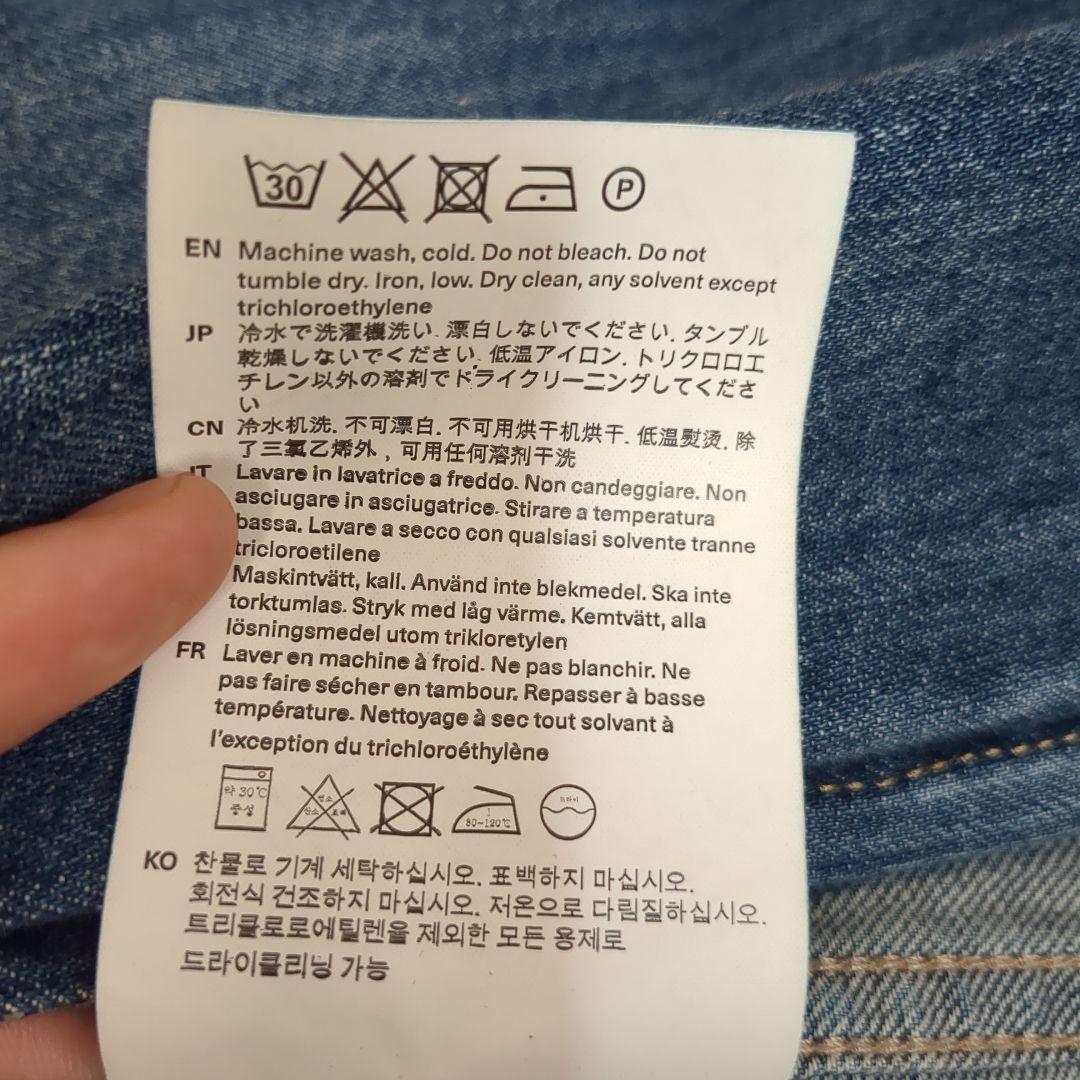 30
P
EN Machine wash, cold. Do not bleach. Do not
tumble dry. Iron, low. Dry clean, any solvent except
trichloroethylene
JP 冷水で洗濯機洗い. 漂白しないでください. タンブル
乾燥しないでください. 低温アイロン. トリクロロエ
チレン以外の溶剤でドライクリーニングしてくださ
い
CN 冷水机洗. 不可漂白. 不可用烘干机烘干. 低温熨烫. 除
了三氯乙烯外，可用任何溶剂干洗
IT Lavare in lavatrice a freddo. Non candeggiare. Non
asciugare in asciugatrice. Stirare a temperatura
bassa. Lavare a secco con qualsiasi solvente tranne
tricloroetilene
Maskintvätt, kall. Använd inte blekmedel. Ska inte
torktumlas. Stryk med låg värme. Kemtvätt, alla
lösningsmedel utom trikloretylen
FR Laver en machine à froid. Ne pas blanchir. Ne
pas faire sécher en tambour. Repasser à basse
température. Nettoyage à sec tout solvant à
l'exception du trichloroéthylène
약 30℃
중성
염소
산소 표백
80~120℃
드라이
KO 찬물로 기계 세탁하십시오. 표백하지 마십시오.
회전식 건조하지 마십시오. 저온으로 다림질하십시오.
트리클로로에틸렌을 제외한 모든 용제로
드라이클리닝 가능